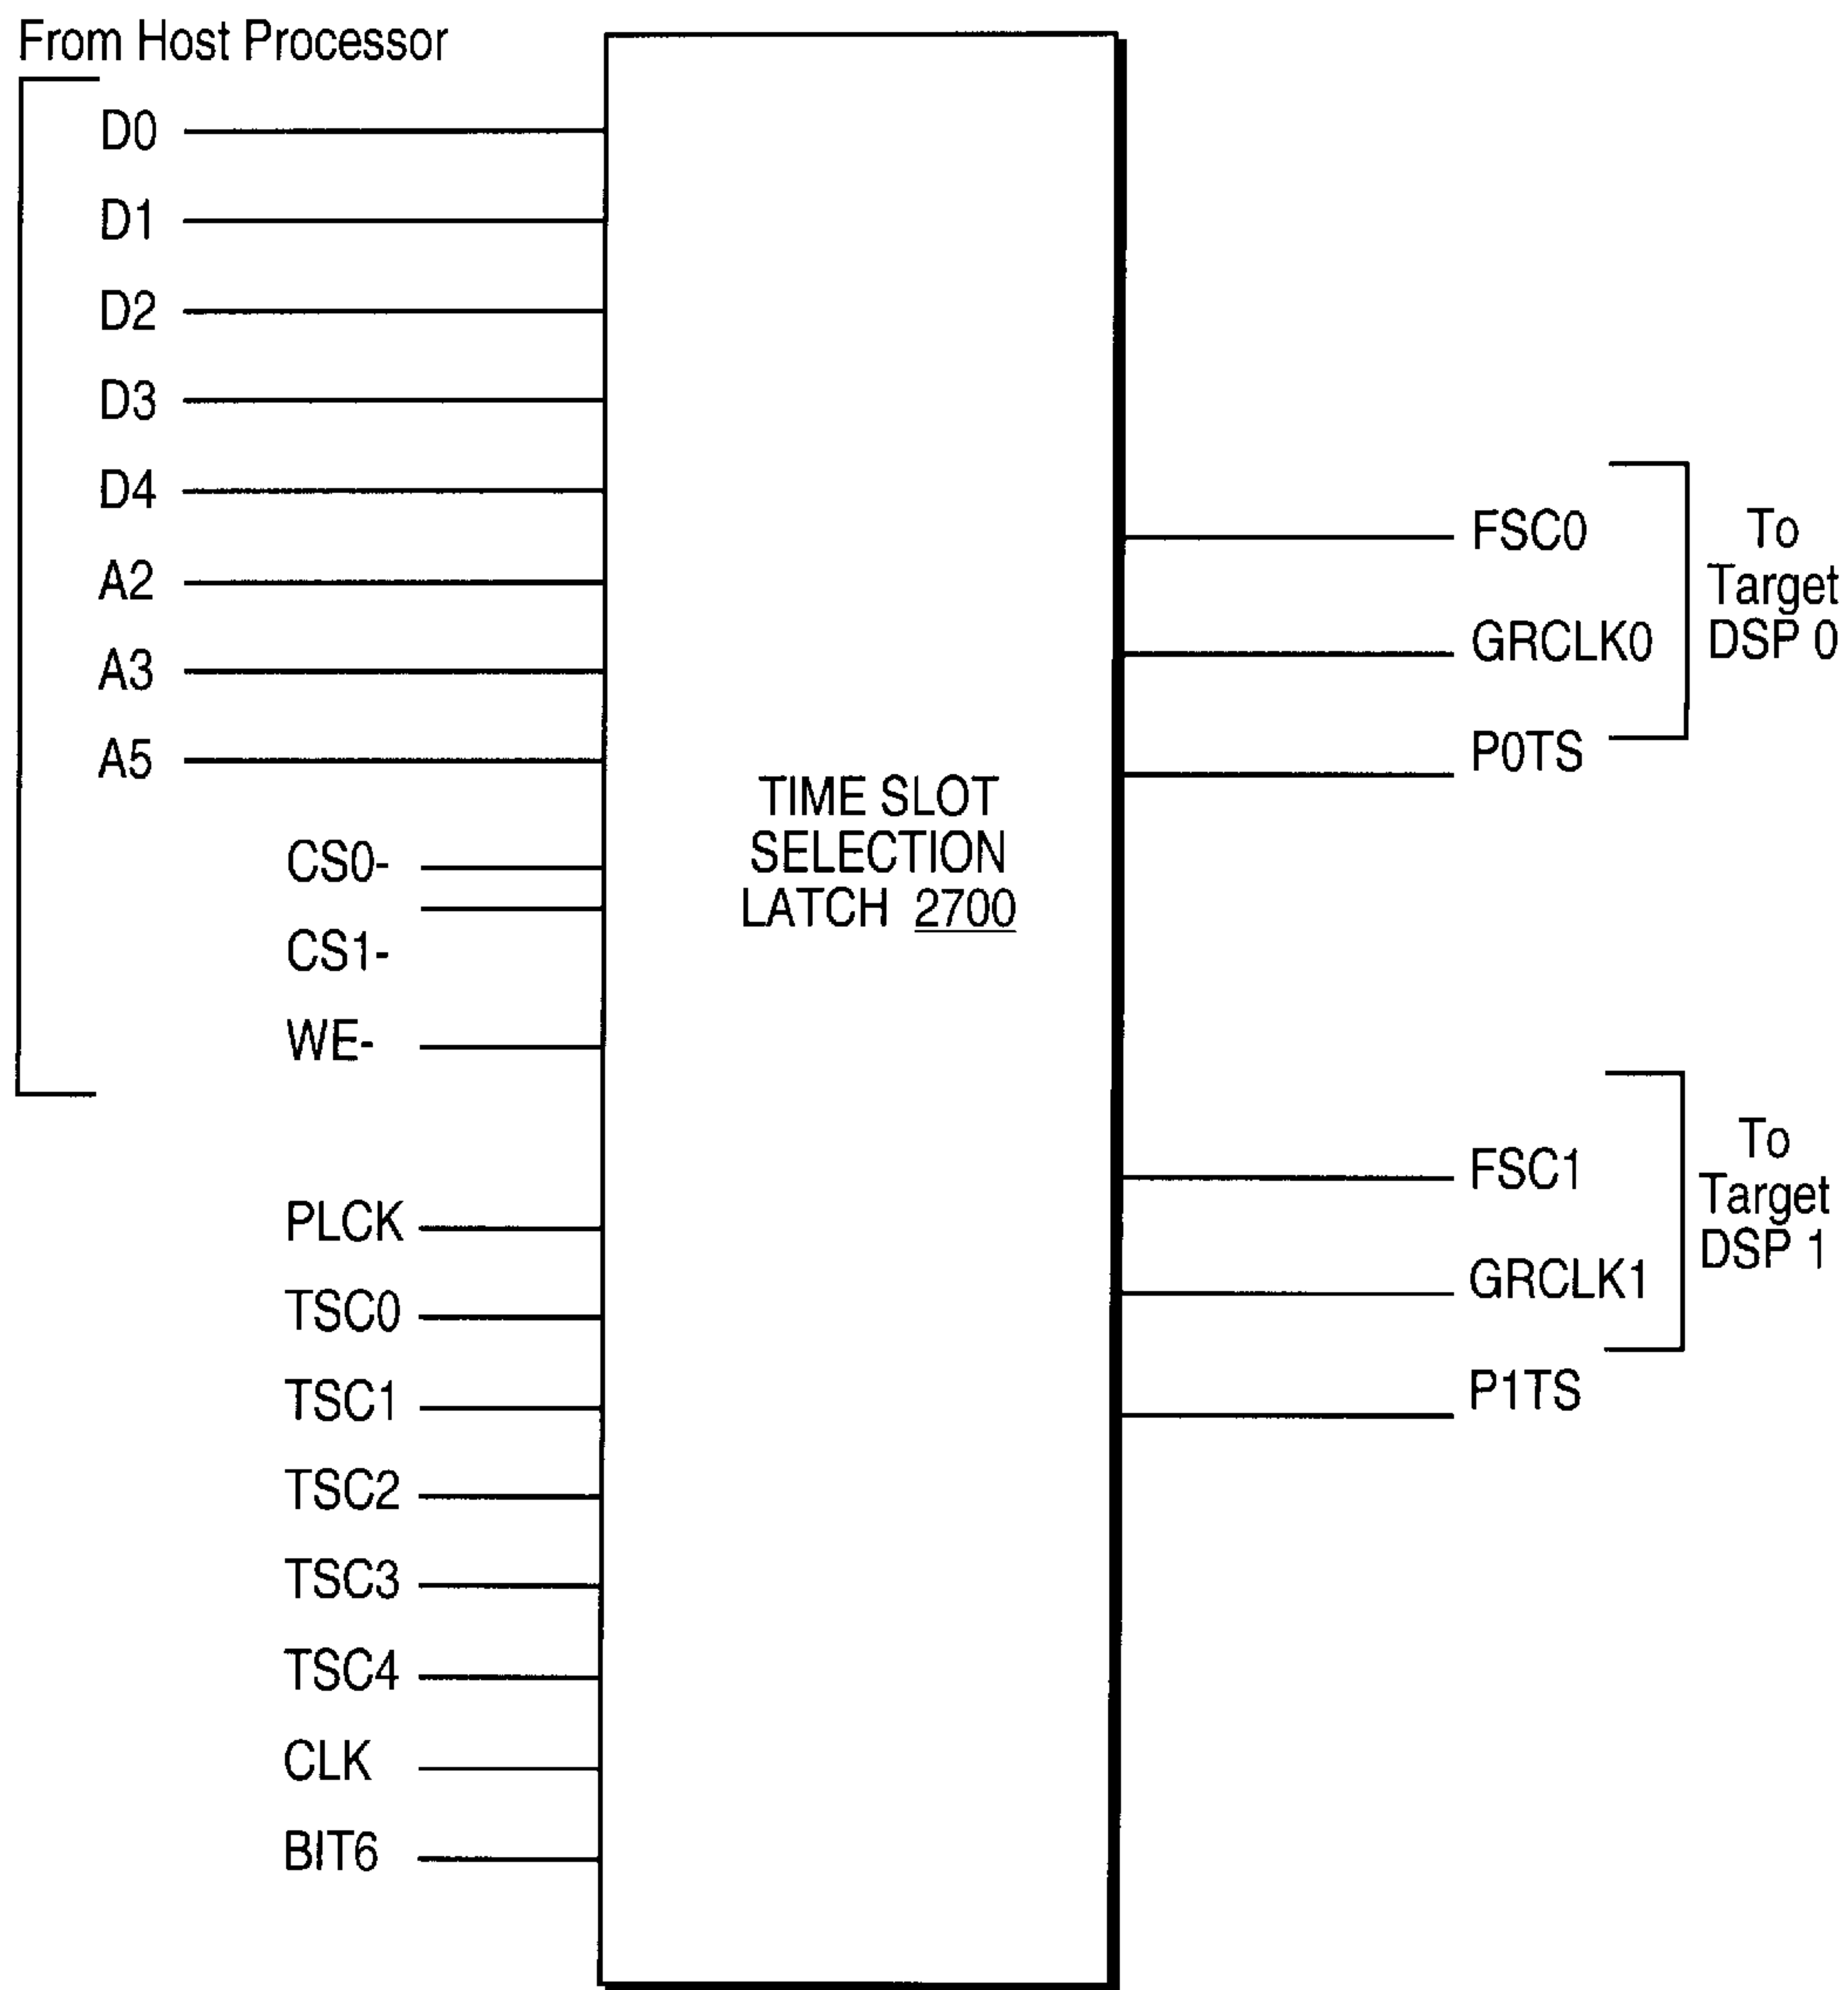 From Host Processor
D0
D1
D2
D3
D4
A2
A3
A5
CS0-
CS1-
WE-
PLCK
TSC0
TSC1
TSC2
TSC3
TSC4
CLK
BIT6
TIME SLOT
SELECTION
LATCH 2700
FSC0
GRCLK0
P0TS
To
Target
DSP 0
FSC1
GRCLK1
P1TS
To
Target
DSP 1